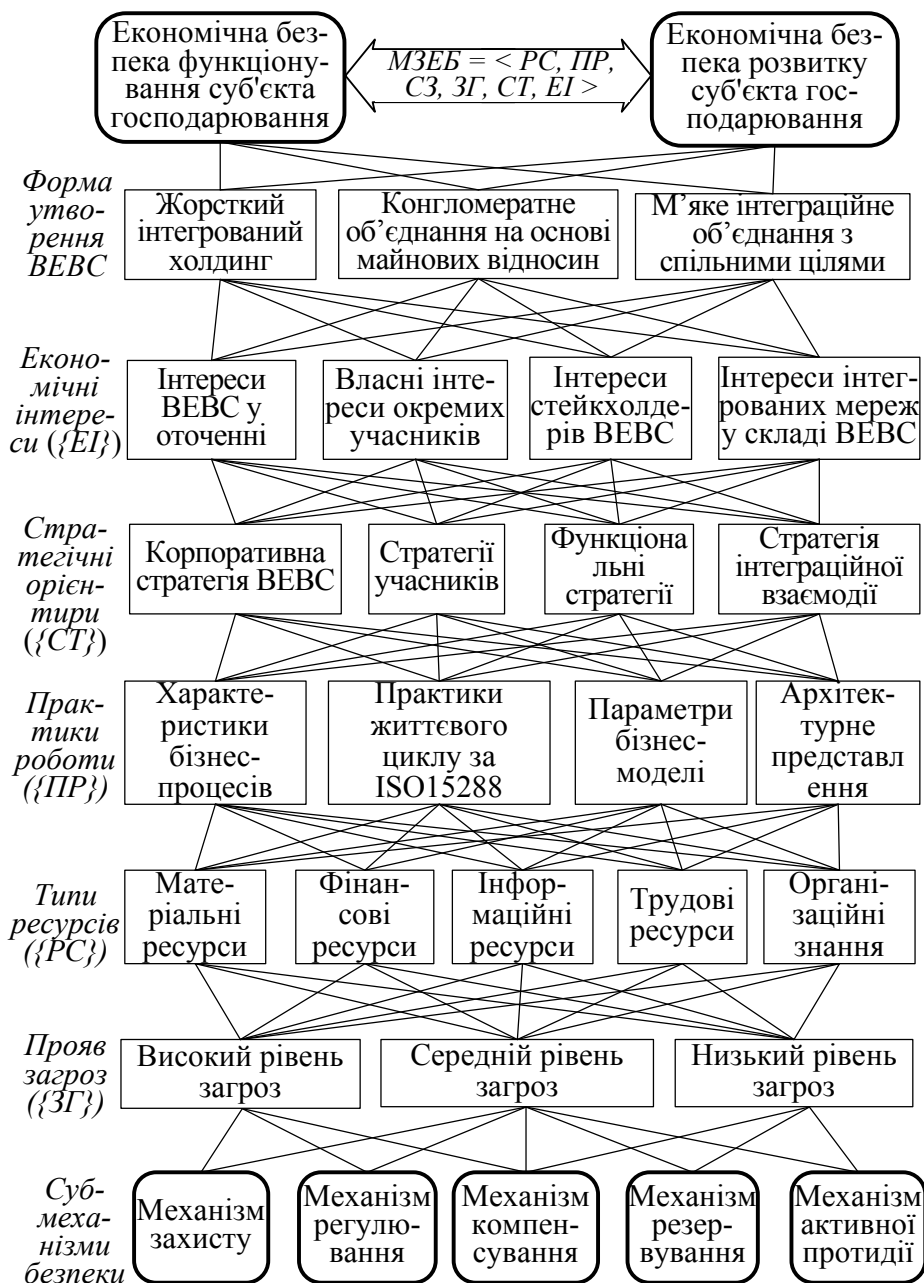 Економічна без-
пека функціону-
вання суб'єкта
господарювання
МЗЕБ = < РС, ПР,
СЗ, ЗГ, СТ, ЕІ >
Економічна без-
пека розвитку
суб'єкта гос-
подарювання
Форма
утво-
рення
ВЕВС
Жорсткий
інтегрований
холдинг
Конгломератне
об’єднання на основі
майнових відносин
М’яке інтеграційне
об’єднання з
спільними цілями
Еконо-
мічні
інтере-
си ({ЕІ})
Інтереси
ВЕВС у
оточенні
Власні інте-
реси окремих
учасників
Інтереси
стейкхолде-
рів ВЕВС
Інтереси інтег-
рованих мереж
у складі ВЕВС
Стра-
тегічні
орієн-
тири
({СТ})
Корпоративна
стратегія ВЕВС
Стратегії
учасників
Функціона
льні
стратегії
Стратегія
інтеграційної
взаємодії
Прак-
тики
роботи
({ПР})
Характе-
ристики
бізнес-
процесів
Практики
життєвого
циклу за
ISO15288
Параметри
бізнес-
моделі
Архітек-
турне
представл
ення
Типи
ресурсів
({РС})
Мате-
ріальні
ресурси
Фінан-
сові
ресурси
Інфор-
маційні
ресурси
Трудові
ресурси
Органі-
заційні
знання
Прояв
загроз
({ЗГ})
Високий рівень
загроз
Середній рівень
загроз
Низький рівень
загроз
Суб-
меха-
нізми
безпеки
Механізм
захисту
Механізм
регулю-
вання
Механізм
компен-
сування
Механізм
резер-
вування
Механізм
активної
протидії